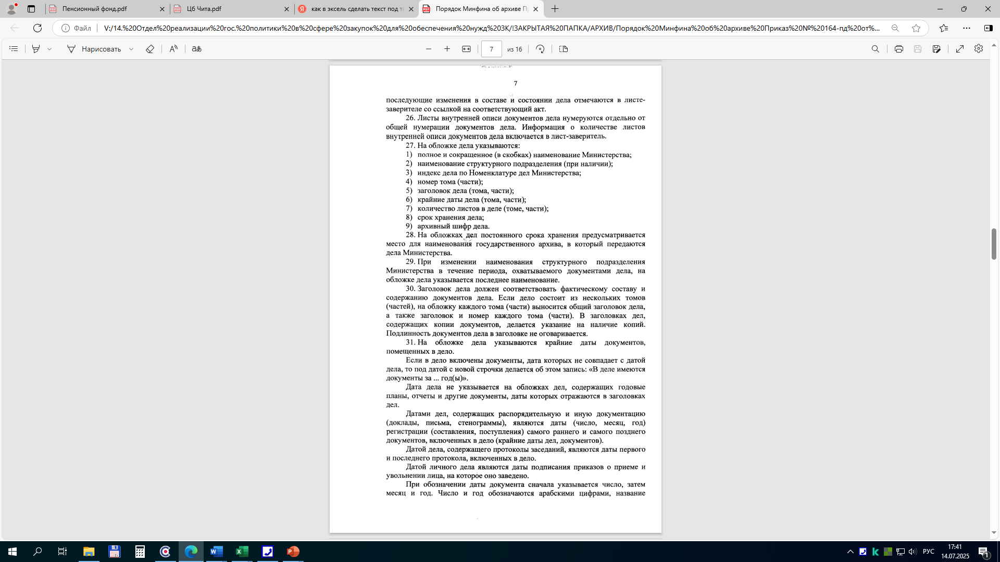 Пенсионный фонд.pdf
Цб Чита.pdf
как в эксель сделать текст под т
Порядок Минфина об архиве П
Файл
V:/14.%20Отдел%20реализации%20гос.%20политики%20в%20сфере%20закупок%20для%20обеспечения%20нужд%20ЗК/!ЗАКРЫТАЯ%20ПАПКА/АРХИВ/Порядок%20Минфина%20об%20архиве%20Приказ%20№%20164-пд%20от%...
Нарисовать
7
из 16
7
последующие изменения в составе и состоянии дела отмечаются в листе-
заверителе со ссылкой на соответствующий акт.
26. Листы внутренней описи документов дела нумеруются отдельно от
общей нумерации документов дела. Информация о количестве листов
внутренней описи документов дела включается в лист-заверитель.
27. На обложке дела указываются:
1) полное и сокращенное (в скобках) наименование Министерства;
2) наименование структурного подразделения (при наличии);
3) индекс дела по Номенклатуре дел Министерства;
4) номер тома (части);
5) заголовок дела (тома, части);
6) крайние даты дела (тома, части);
7) количество листов в деле (томе, части);
8) срок хранения дела;
9) архивный шифр дела.
28. На обложках дел постоянного срока хранения предусматривается
место для наименования государственного архива, в который передаются
дела Министерства.
29. При изменении наименования структурного подразделения
Министерства в течение периода, охватываемого документами дела, на
обложке дела указывается последнее наименование.
30. Заголовок дела должен соответствовать фактическому составу и
содержанию документов дела. Если дело состоит из нескольких томов
(частей), на обложку каждого тома (части) выносится общий заголовок дела,
а также заголовок и номер каждого тома (части). В заголовках дел,
содержащих копии документов, делается указание на наличие копий.
Подлинность документов дела в заголовке не оговаривается.
31. На обложке дела указываются крайние даты документов,
помещенных в дело.
Если в дело включены документы, дата которых не совпадает с датой
дела, то под датой с новой строчки делается об этом запись: «В деле имеются
документы за ... год(ы)».
Дата дела не указывается на обложках дел, содержащих годовые
планы, отчеты и другие документы, даты которых отражаются в заголовках
дел.
Датами дел, содержащих распорядительную и иную документацию
(доклады, письма, стенограммы), являются даты (число, месяц, год)
регистрации (составления, поступления) самого раннего и самого позднего
документов, включенных в дело (крайние даты дел, документов).
Датой дела, содержащего протоколы заседаний, являются даты первого
и последнего протокола, включенных в дело.
Датой личного дела являются даты подписания приказов о приеме и
увольнении лица, на которое оно заведено.
При обозначении даты документа сначала указывается число, затем
месяц и год. Число и год обозначаются арабскими цифрами, название
РУС
17:41
14.07.2025
1